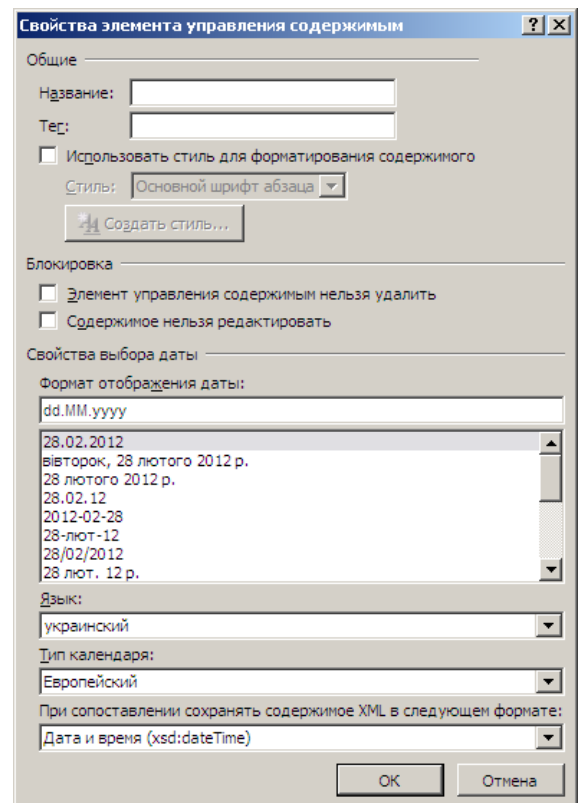 Свойства элемента управления содержимым
Общие
Название:
Тег:
Использовать стиль для форматирования содержимого
Стиль: Основной шрифт абзаца
Создать стиль...
Блокировка
Элемент управления содержимым нельзя удалить
Содержимое нельзя редактировать
Свойства выбора даты
Формат отображения даты:
dd.MM.yyyy
28.02.2012
вівторок, 28 лютого 2012 р.
28 лютого 2012 р.
28.02.12
2012-02-28
28-лют-12
28/02/2012
28 лют. 12 р.
Язык:
украинский
Тип календаря:
Европейский
При сопоставлении сохранять содержимое XML в следующем формате:
Дата и время (xsd:dateTime)
ОК Отмена